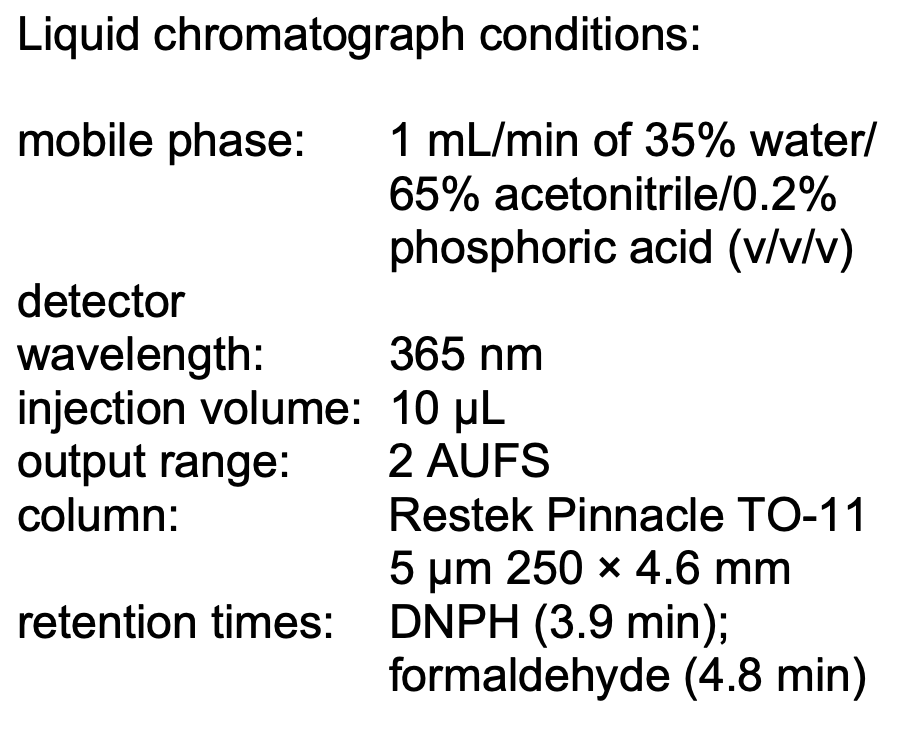 Liquid chromatograph conditions:
mobile phase: 1 mL/min of 35% water/
65% acetonitrile/0.2%
phosphoric acid (v/v/v)
detector
wavelength: 365 nm
injection volume: 10 µL
output range: 2 AUFS
column: Restek Pinnacle TO-11
5 µm 250 × 4.6 mm
retention times: DNPH (3.9 min);
formaldehyde (4.8 min)